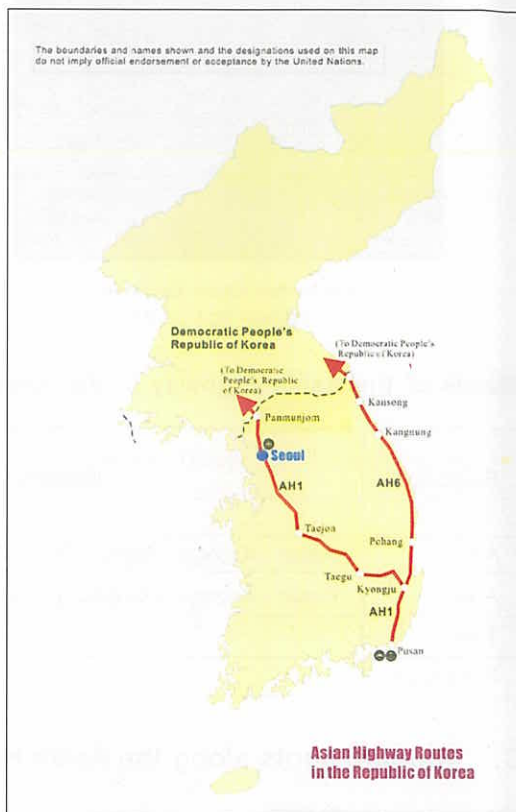 The boundaries and names shown and the designations used on this map
do not imply official endorsement or acceptance by the United Nations.
Democratic People's
Republic of Korea
(To Democratic People's
Republic of Korea)
(To Democratic
People's Republic
of Korea)
Kansong
Panmunjom
Kangnung
Seoul
AH1
AH6
Taejon
Pohang
Taegu
Kyongju
AH1
Pusan
Asian Highway Routes
in the Republic of Korea